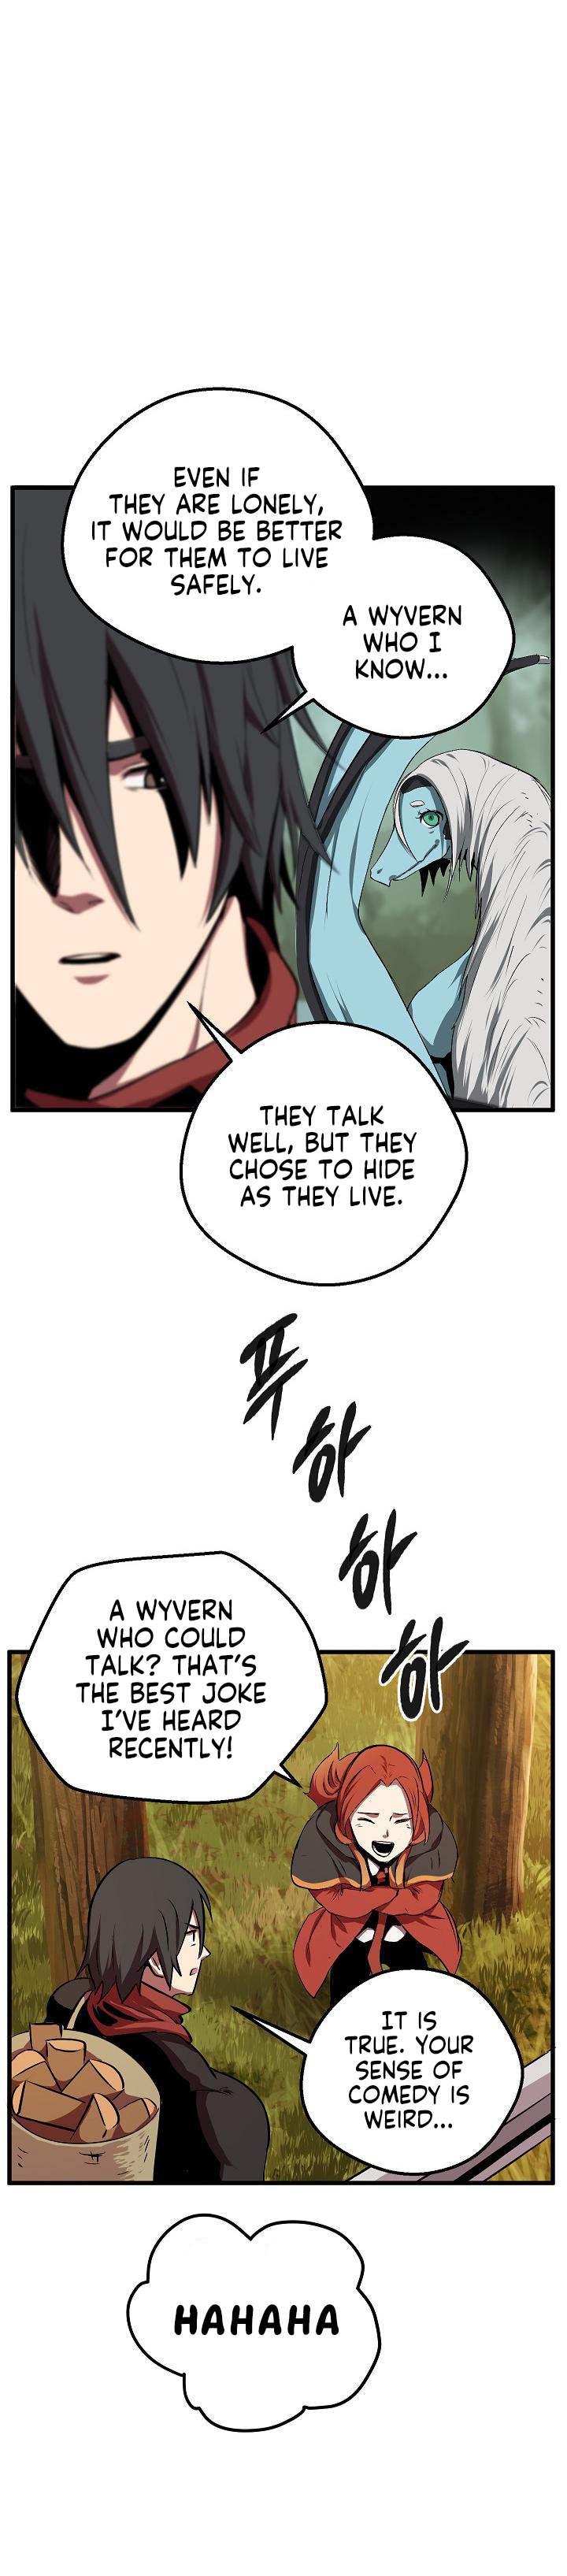 EVEN IF
THEY ARE LONELY,
IT WOULD BE BETTER
FOR THEM TO LIVE
SAFELY.
A WYVERN
WHO I
KNOW...
THEY TALK
WELL, BUT THEY
CHOSE TO HIDE
AS THEY LIVE.
푸
하
하
하
A WYVERN
WHO COULD
TALK? THAT'S
THE BEST JOKE
I'VE HEARD
RECENTLY!
IT IS
TRUE. YOUR
SENSE OF
COMEDY IS
WEIRD...
HAHAHA